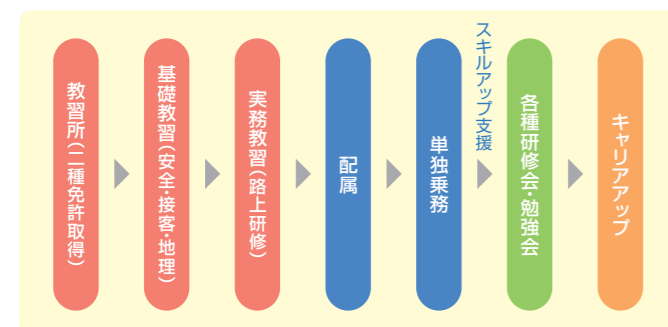 教習所(二種免許取得)
基礎教習(安全・接客・地理)
実務教習(路上研修)
配属
単独乗務
スキルアップ支援
各種研修会・勉強会
キャリアアップ